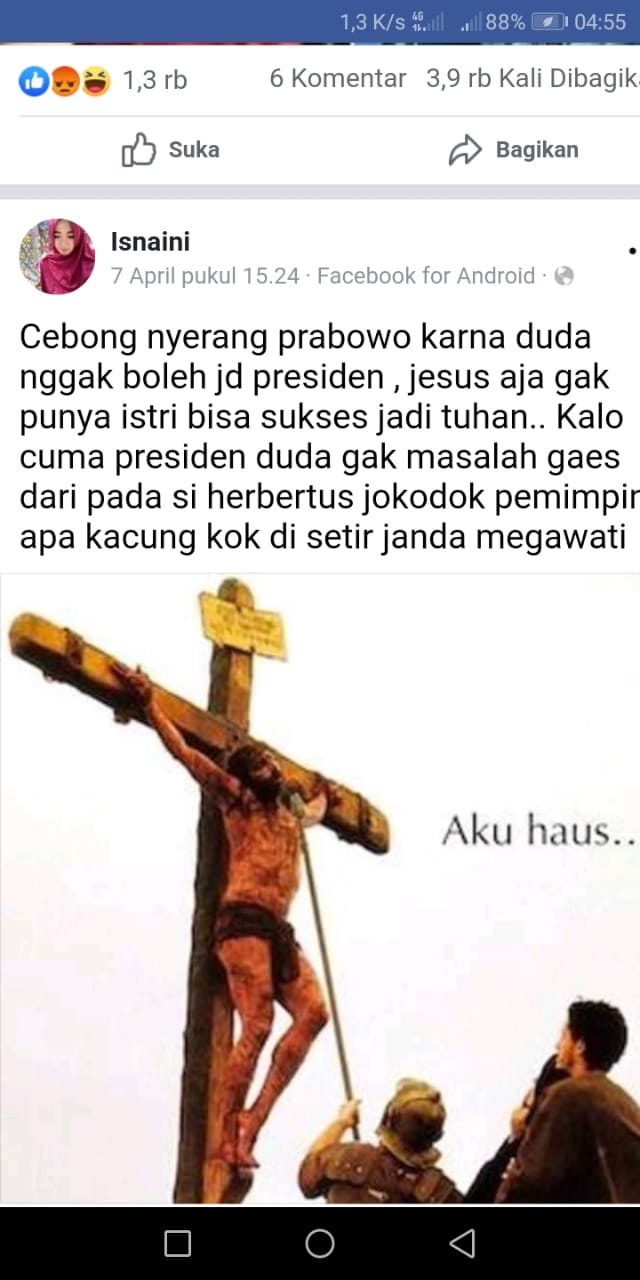 1,3 K/s 4G 88% 04:55
1,3 rb 6 Komentar 3,9 rb Kali Dibagik
Suka Bagikan
Isnaini
7 April pukul 15.24 · Facebook for Android ·
Cebong nyerang prabowo karna duda
nggak boleh jd presiden , jesus aja gak
punya istri bisa sukses jadi tuhan.. Kalo
cuma presiden duda gak masalah gaes
dari pada si herbertus jokodok pemimpin
apa kacung kok di setir janda megawati
Aku haus..